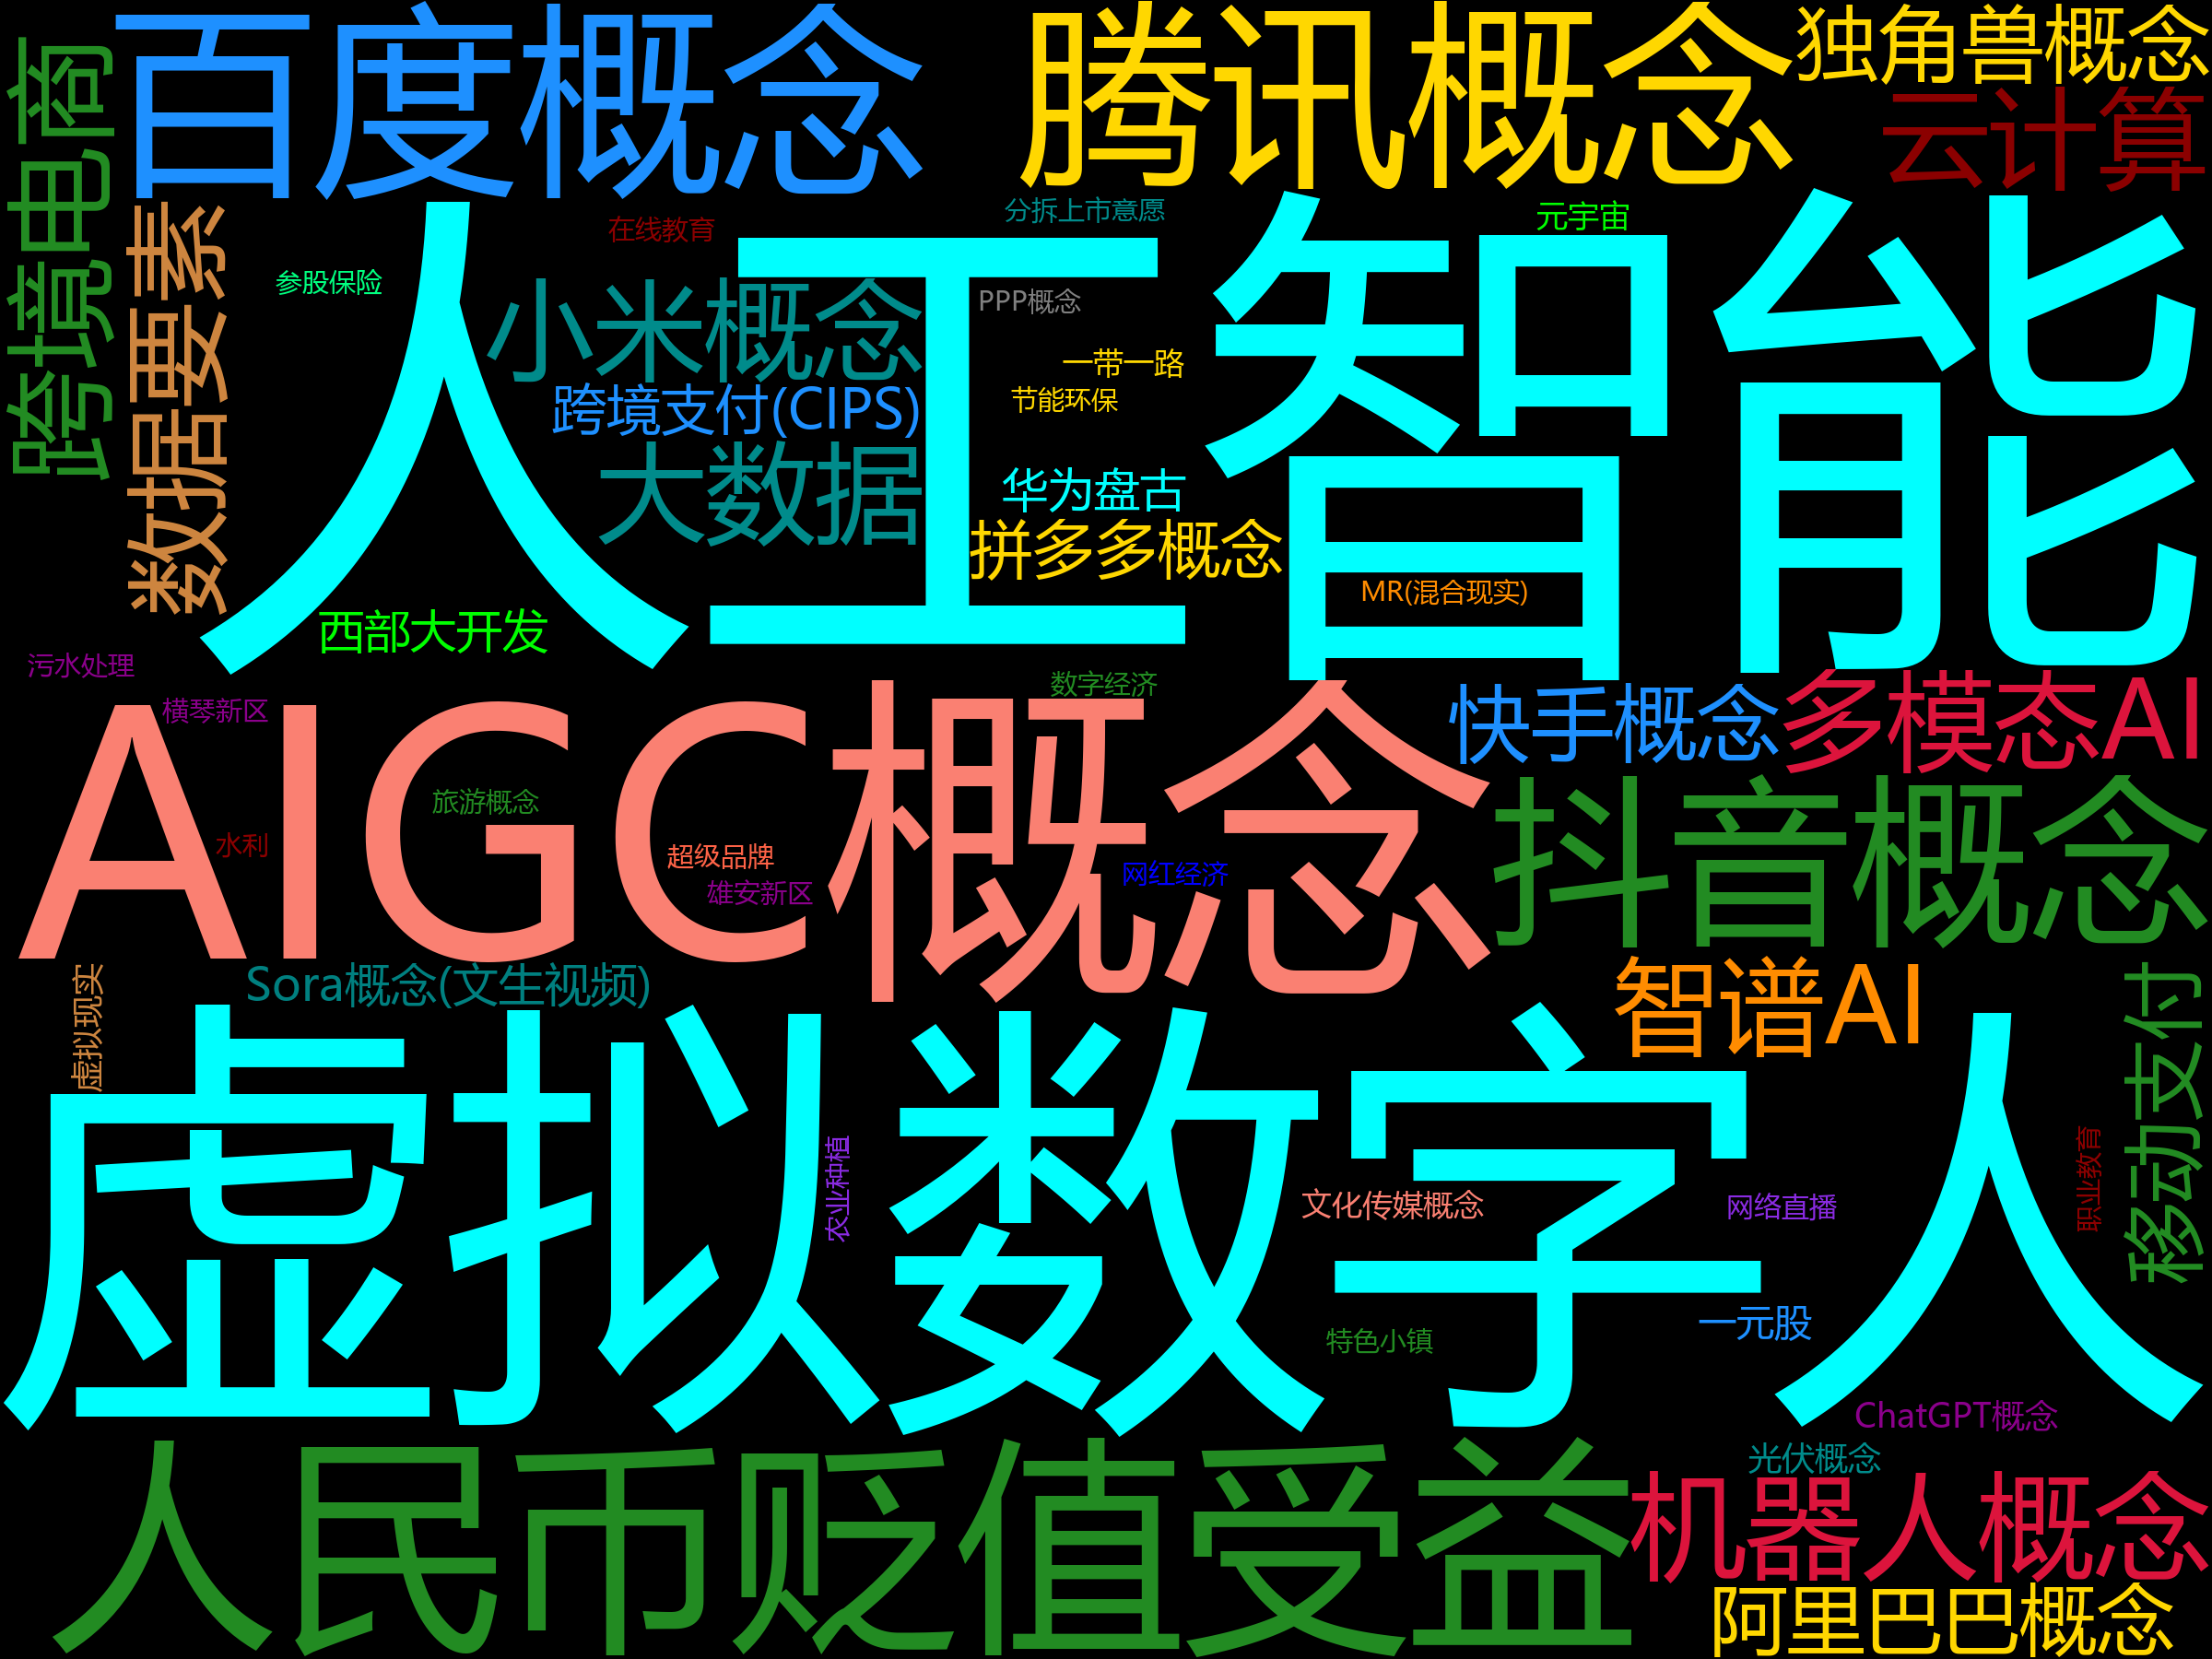 百度概念
腾讯概念
独角兽概念
云计算
跨境电商
数据要素
在线教育
分拆上市意愿
元宇宙
人工智能
参股保险
小米概念
PPP概念
一带一路
跨境支付(CIPS)
节能环保
大数据
华为盘古
拼多多概念
MR(混合现实)
西部大开发
污水处理
横琴新区
数字经济
快手概念
多模态AI
AIGC概念
旅游概念
水利
超级品牌
雄安新区
网红经济
抖音概念
Sora概念(文生视频)
智谱AI
虚拟现实
移动支付
虚拟数字人
农业种植
文化传媒概念
网络直播
职业教育
特色小镇
一元股
ChatGPT概念
光伏概念
人民币贬值受益
机器人概念
阿里巴巴概念